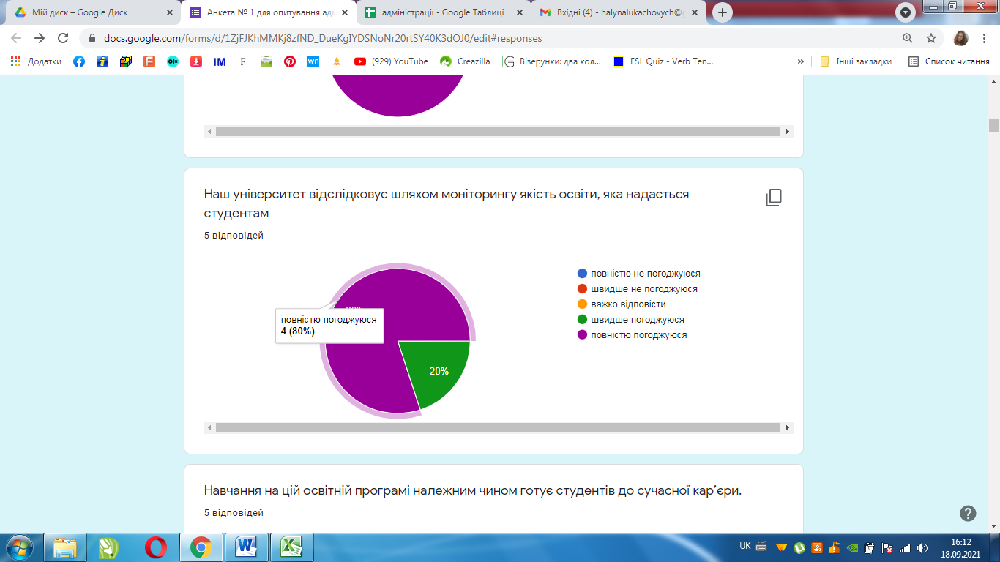 Мій диск – Google Диск
Анкета № 1 для опитування адм
адміністрації - Google Таблиці
Вхідні (4) - halynalukachovych@
docs.google.com/forms/d/1ZjFJKhMMKj8zfND_DueKgIYDSNoNr20rtSY40K3dOJ0/edit#responses
Додатки
IM
F
wn
(929) YouTube
Creazilla
Візерунки: два кол...
ESL Quiz - Verb Ten...
»
Інші закладки
Список читання
Наш університет відслідковує шляхом моніторингу якість освіти, яка надається
студентам
5 відповідей
повністю погоджуюся
4 (80%)
20%
повністю не погоджуюся
швидше не погоджуюся
важко відповісти
швидше погоджуюся
повністю погоджуюся
Навчання на цій освітній програмі належним чином готує студентів до сучасної кар’єри.
5 відповідей
UK
16:12
18.09.2021